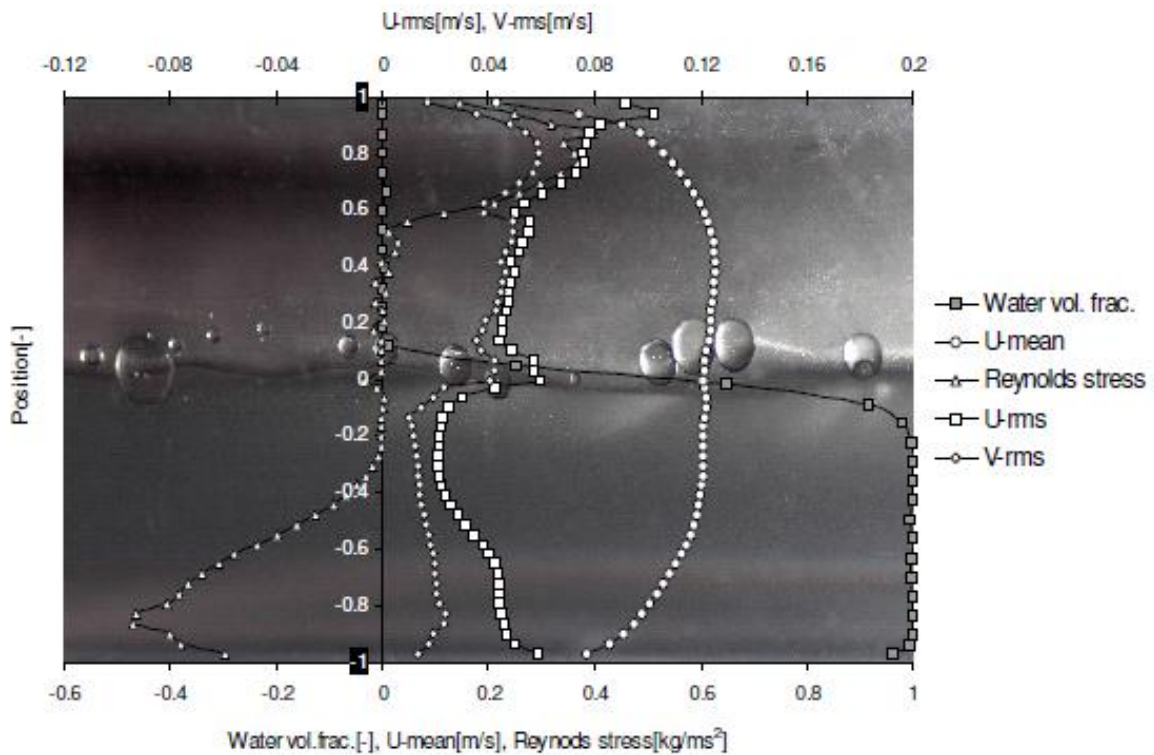 U-rms[m/s], V-rms[m/s]
-0.12 -0.08 -0.04 0 0.04 0.08 0.12 0.16 0.2
1
0.8
0.6
0.4
0.2
0
-0.2
-0.4
-0.6
-0.8
-1
Position[-]
Water vol. frac.
U-mean
Reynolds stress
U-rms
V-rms
-0.6 -0.4 -0.2 0 0.2 0.4 0.6 0.8 1
Water vol.frac.[-], U-mean[m/s], Reynods stress[kg/ms²]